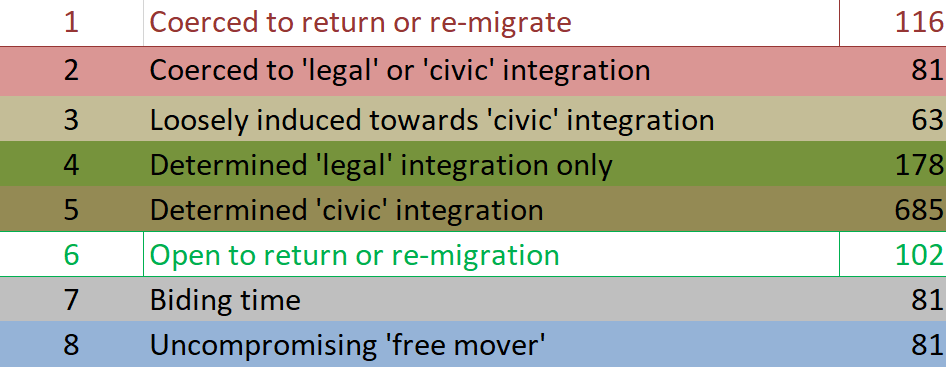 1 Coerced to return or re-migrate 116
2 Coerced to 'legal' or 'civic' integration 81
3 Loosely induced towards 'civic' integration 63
4 Determined 'legal' integration only 178
5 Determined 'civic' integration 685
6 Open to return or re-migration 102
7 Biding time 81
8 Uncompromising 'free mover' 81